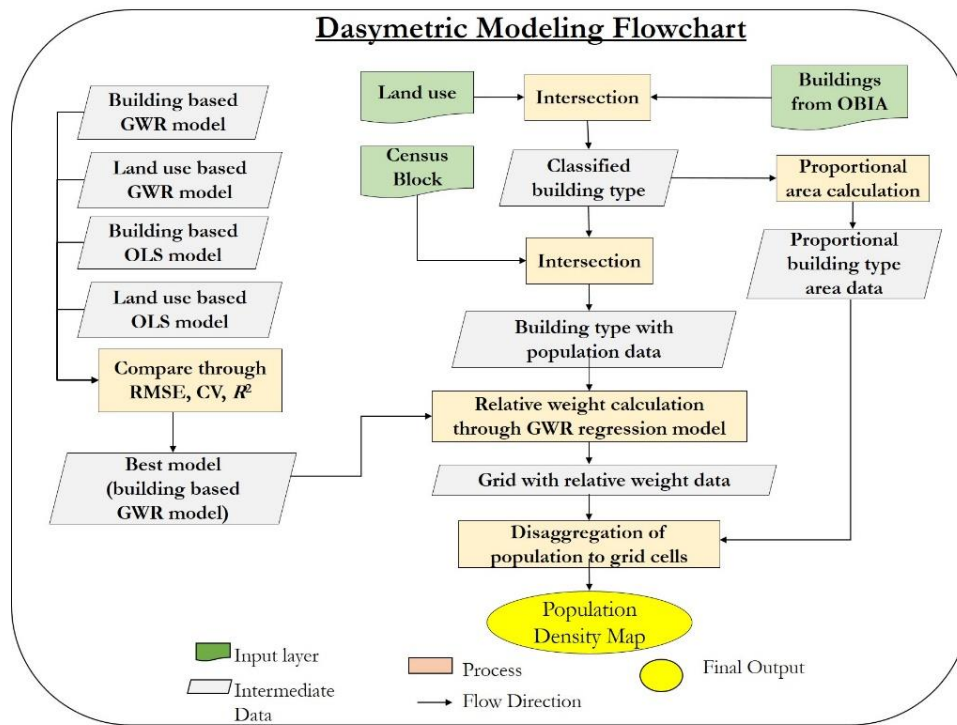 Dasymetric Modeling Flowchart
Building based
GWR model
Land use based
GWR model
Building based
OLS model
Land use based
OLS model
Compare through
RMSE, CV, R²
Best model
(building based
GWR model)
Land use
Intersection
Buildings
from OBIA
Census
Block
Classified
building type
Proportional
area calculation
Intersection
Proportional
building type
area data
Building type with
population data
Relative weight calculation
through GWR regression model
Grid with relative weight data
Disaggregation of
population to grid cells
Population
Density Map
Input layer
Intermediate
Data
Process
Flow Direction
Final Output